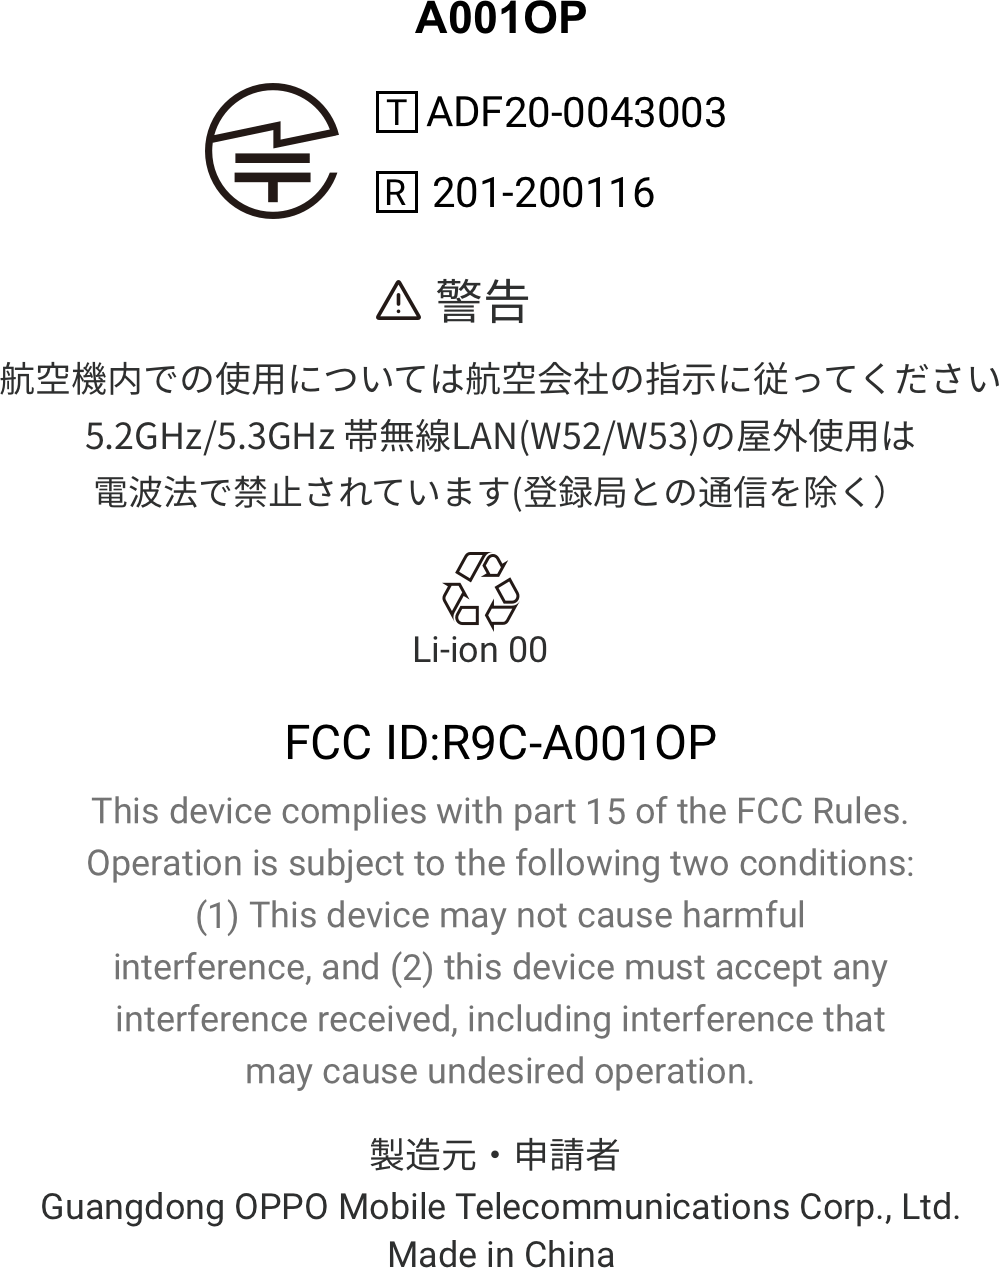 A001OP
T ADF20-0043003
R 201-200116
警告
航空機内での使用については航空会社の指示に従ってください
5.2GHz/5.3GHz 帯無線LAN(W52/W53)の屋外使用は
電波法で禁止されています(登録局との通信を除く）
Li-ion 00
FCC ID:R9C-A001OP
This device complies with part 15 of the FCC Rules.
Operation is subject to the following two conditions:
(1) This device may not cause harmful
interference, and (2) this device must accept any
interference received, including interference that
may cause undesired operation.
製造元・申請者
Guangdong OPPO Mobile Telecommunications Corp., Ltd.
Made in China